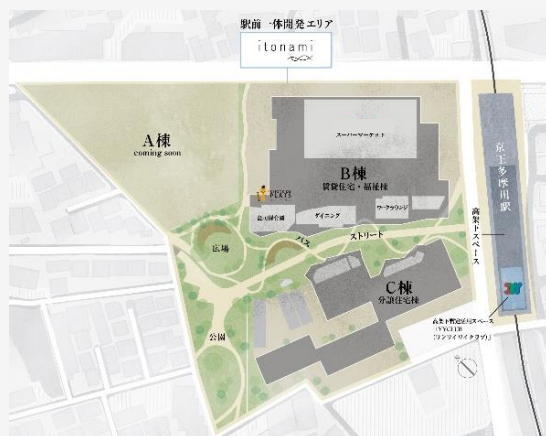 駅前一体開発エリア
itonami
A棟
coming soon
スーパーマーケット
B棟
賃貸住宅・福祉棟
ダイニング
ワークラウンジ
広場
パス
ストリート
C棟
分譲住宅棟
公園
京王多摩川駅
高架下スペース